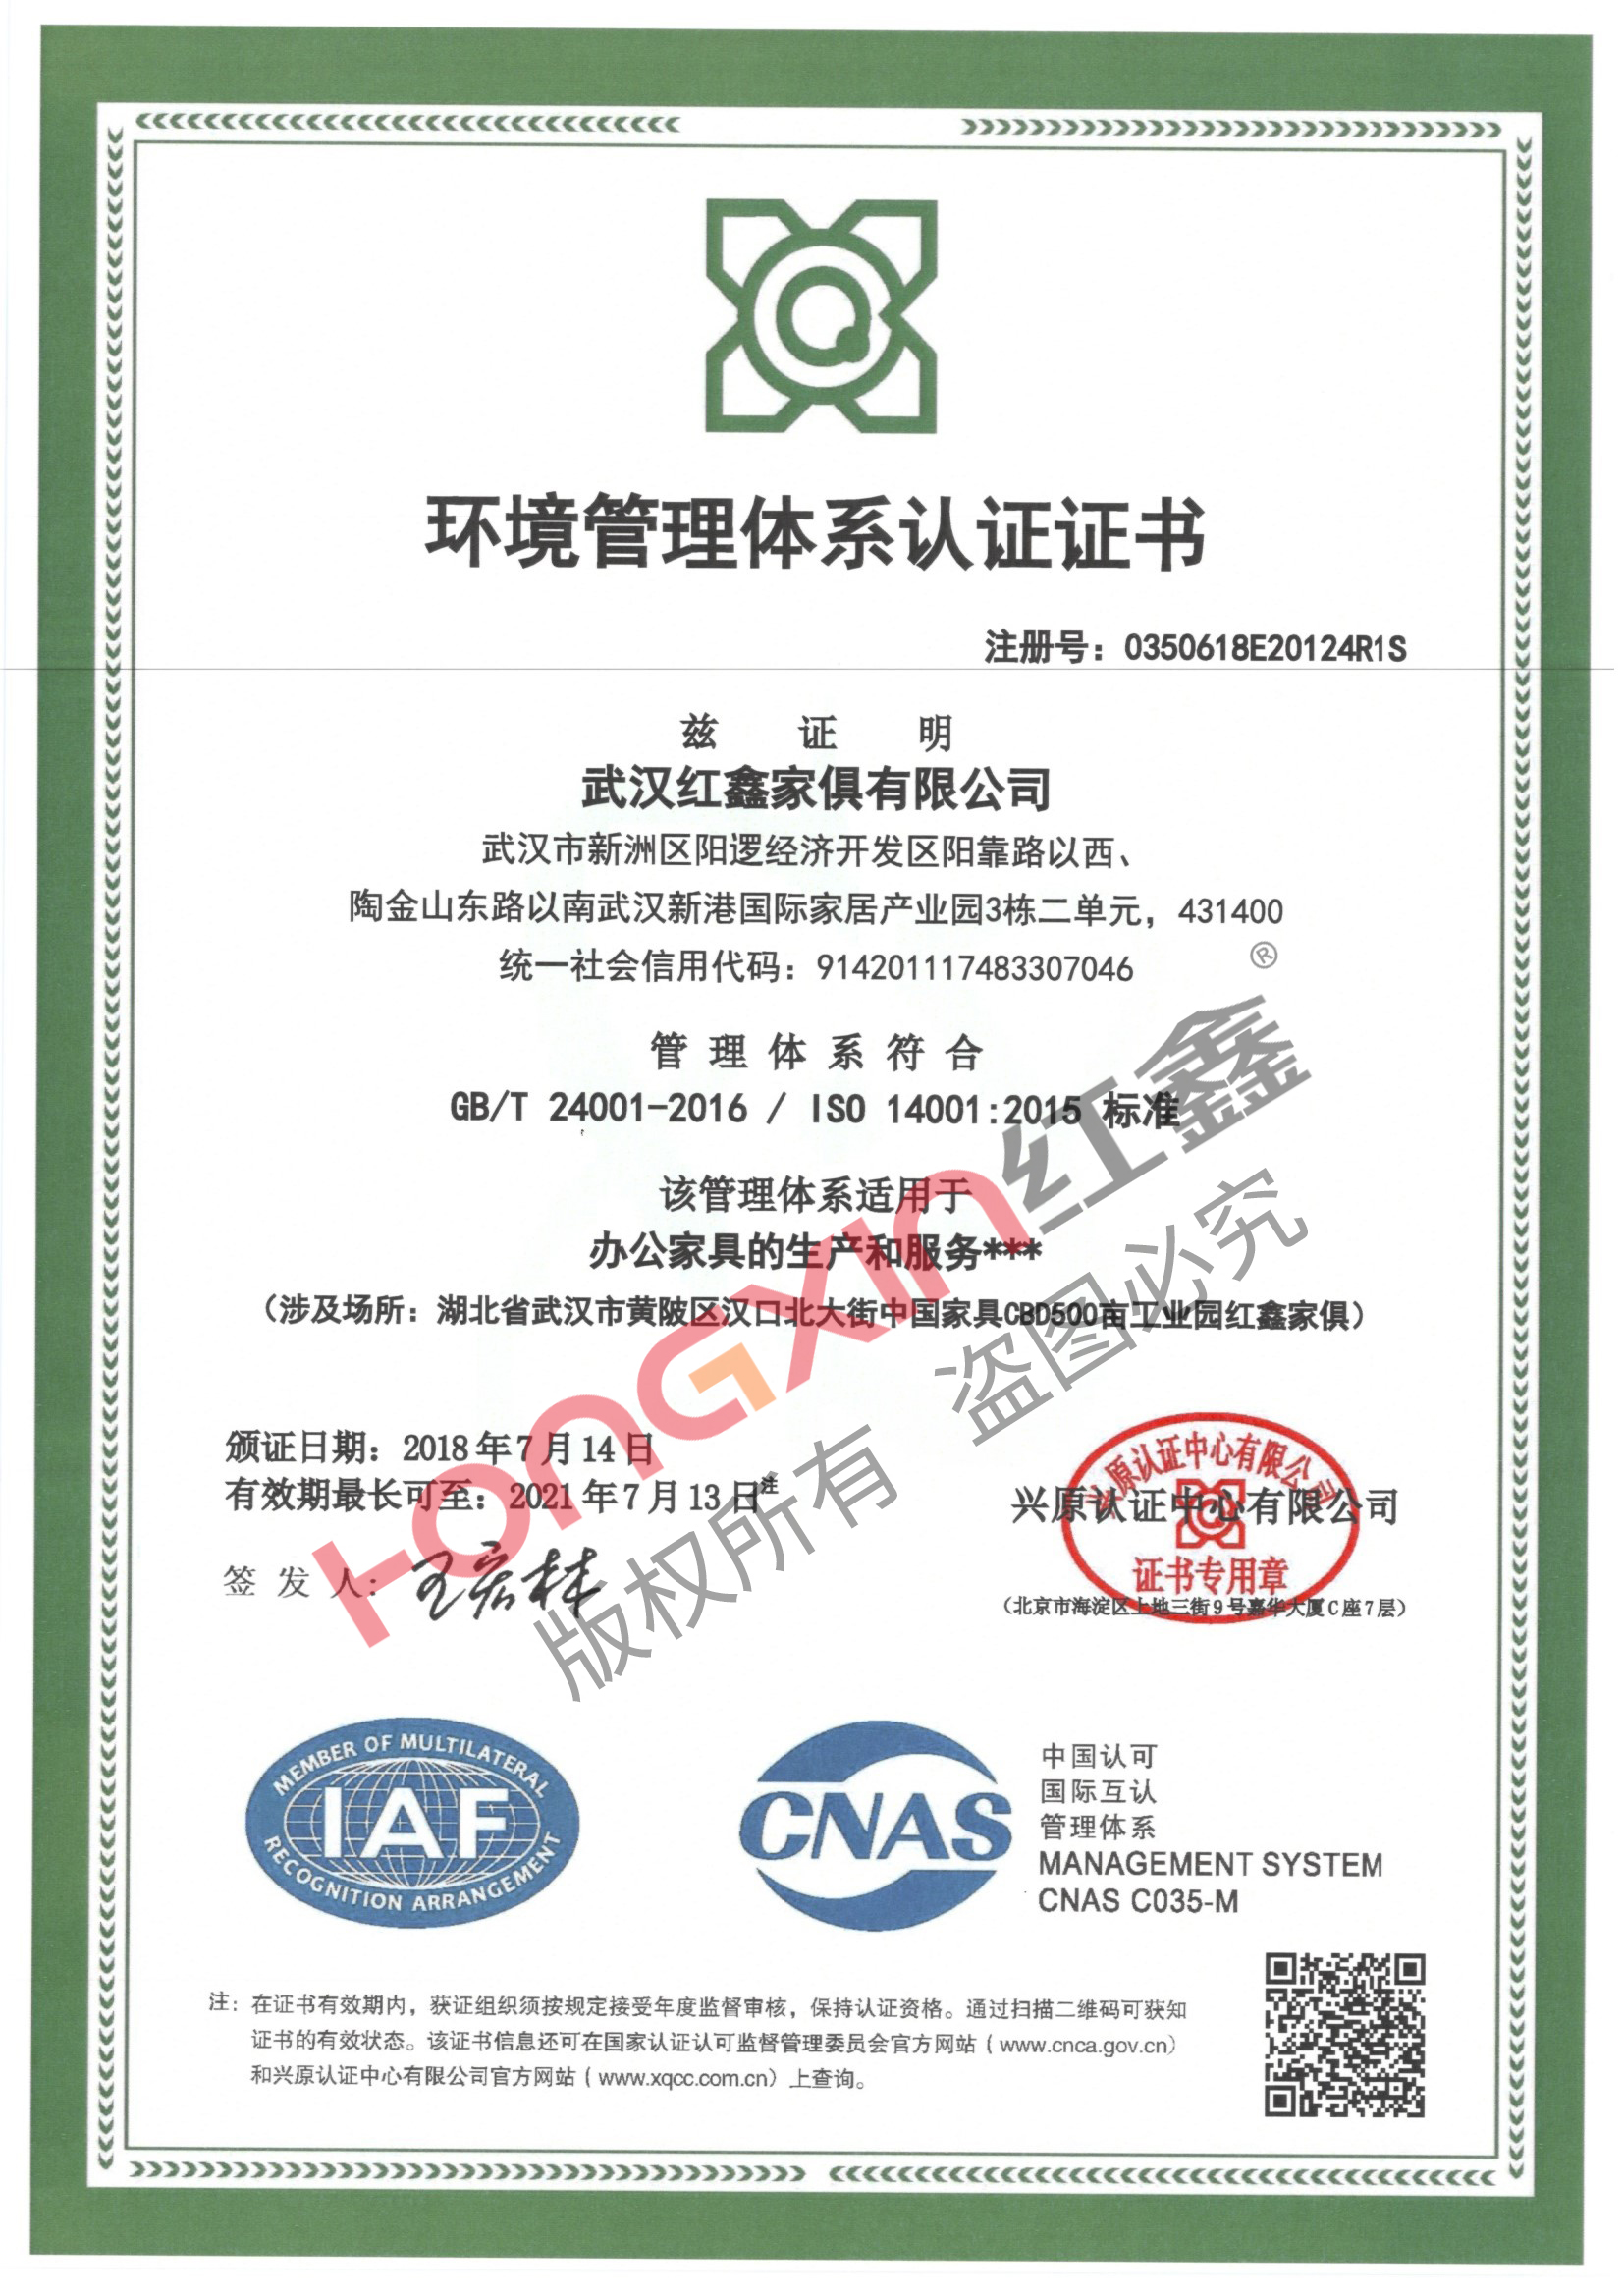 环境管理体系认证证书
注册号：0350618E20124R1S
兹 证 明
武汉红鑫家俱有限公司
武汉市新洲区阳逻经济开发区阳靠路以西、
陶金山东路以南武汉新港国际家居产业园3栋二单元，431400
统一社会信用代码：914201117483307046
管理体系符合
GB/T 24001-2016 / ISO 14001:2015 标准
该管理体系适用于
办公家具的生产和服务***
（涉及场所：湖北省武汉市黄陂区汉口北大街中国家具CBD500亩工业园红鑫家俱）
颁证日期：2018年7月14日
有效期最长可至：2021年7月13日注
签 发 人：王宏林
兴原认证中心有限公司
（北京市海淀区上地三街9号嘉华大厦C座7层）
兴原认证中心有限公司
证书专用章
HONGXIN红鑫®
版权所有 盗图必究
MEMBER OF MULTILATERAL
IAF
RECOGNITION ARRANGEMENT
CNAS
中国认可
国际互认
管理体系
MANAGEMENT SYSTEM
CNAS C035-M
注：在证书有效期内，获证组织须按规定接受年度监督审核，保持认证资格。通过扫描二维码可获知
证书的有效状态。该证书信息还可在国家认证认可监督管理委员会官方网站（www.cnca.gov.cn）
和兴原认证中心有限公司官方网站（www.xqcc.com.cn）上查询。